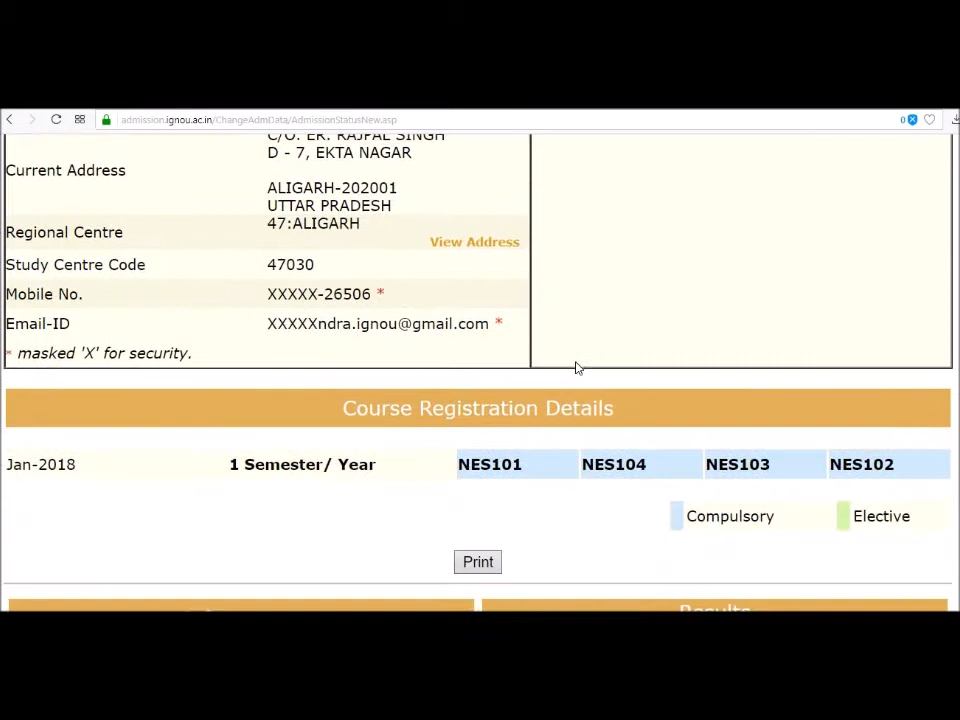 admission.ignou.ac.in/ChangeAdmData/AdmissionStatusNew.asp
0
C/O. ER. RAJPAL SINGH
D - 7, EKTA NAGAR
Current Address
ALIGARH-202001
UTTAR PRADESH
Regional Centre 47:ALIGARH
View Address
Study Centre Code 47030
Mobile No. XXXXX-26506 *
Email-ID XXXXXndra.ignou@gmail.com *
* masked 'X' for security.
Course Registration Details
Jan-2018 1 Semester/ Year NES101 NES104 NES103 NES102
Compulsory Elective
Print
Results